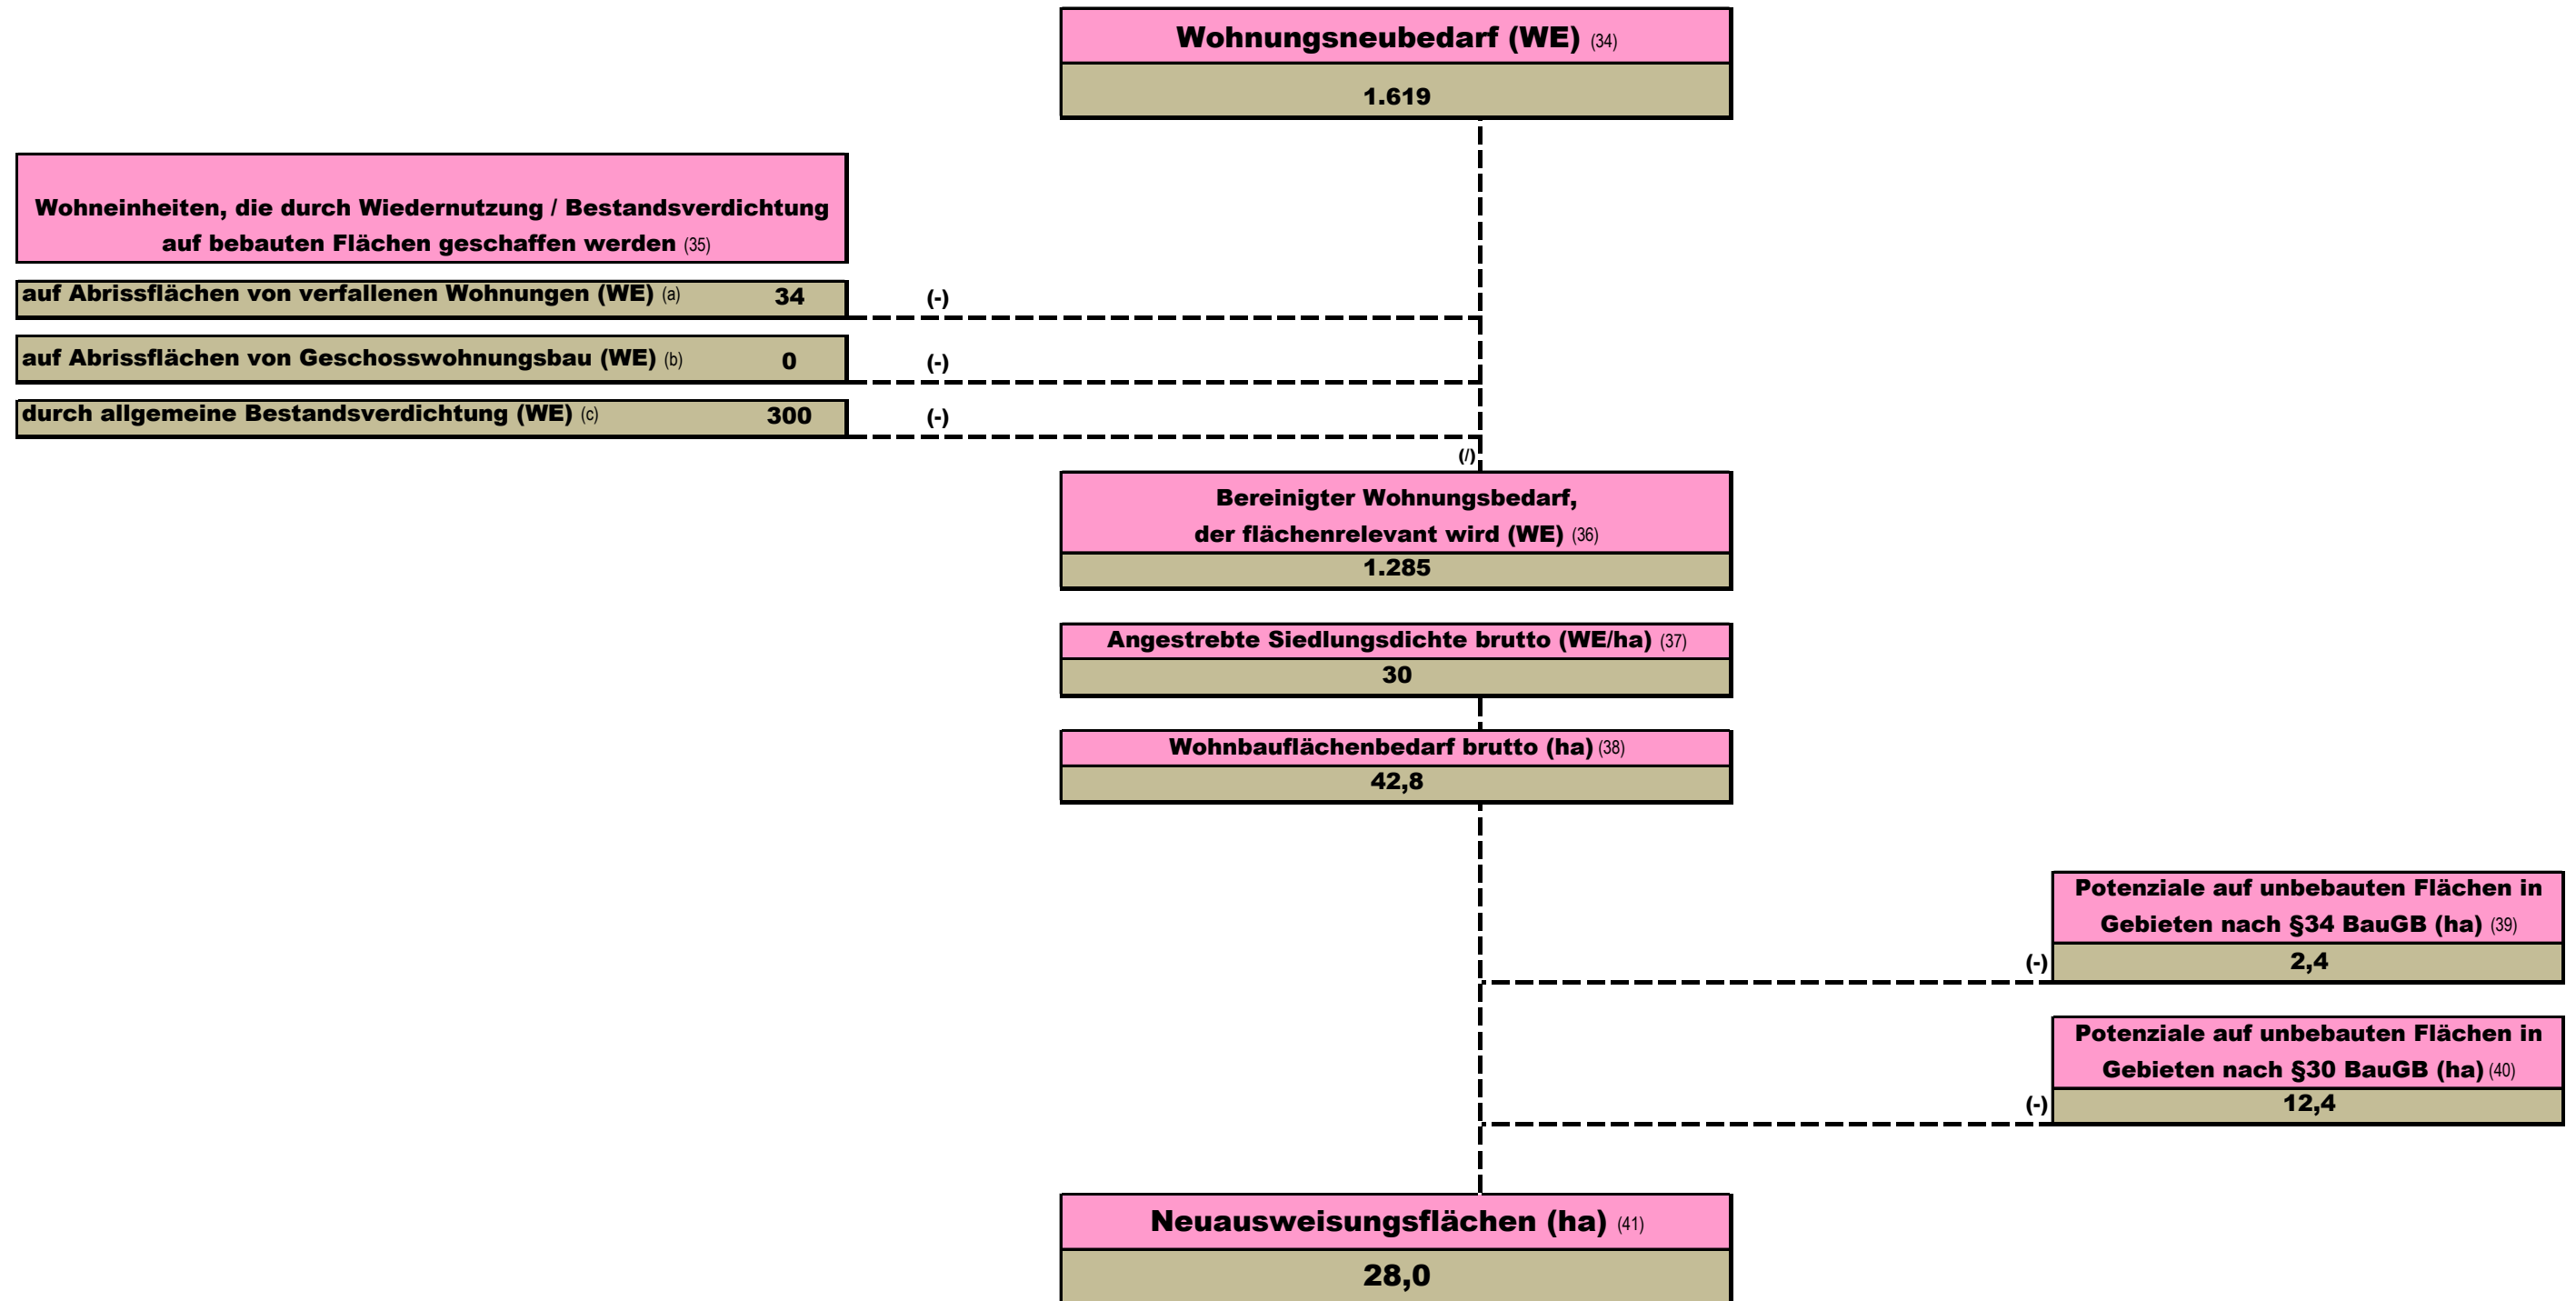 Wohnungsneubedarf (WE) (34)
1.619
Wohneinheiten, die durch Wiedernutzung / Bestandsverdichtung
auf bebauten Flächen geschaffen werden (35)
auf Abrissflächen von verfallenen Wohnungen (WE) (a) 34 (-)
auf Abrissflächen von Geschosswohnungsbau (WE) (b) 0 (-)
durch allgemeine Bestandsverdichtung (WE) (c) 300 (-)
(/)
Bereinigter Wohnungsbedarf,
der flächenrelevant wird (WE) (36)
1.285
Angestrebte Siedlungsdichte brutto (WE/ha) (37)
30
Wohnbauflächenbedarf brutto (ha) (38)
42,8
Potenziale auf unbebauten Flächen in
Gebieten nach §34 BauGB (ha) (39)
(-) 2,4
Potenziale auf unbebauten Flächen in
Gebieten nach §30 BauGB (ha) (40)
(-) 12,4
Neuausweisungsflächen (ha) (41)
28,0